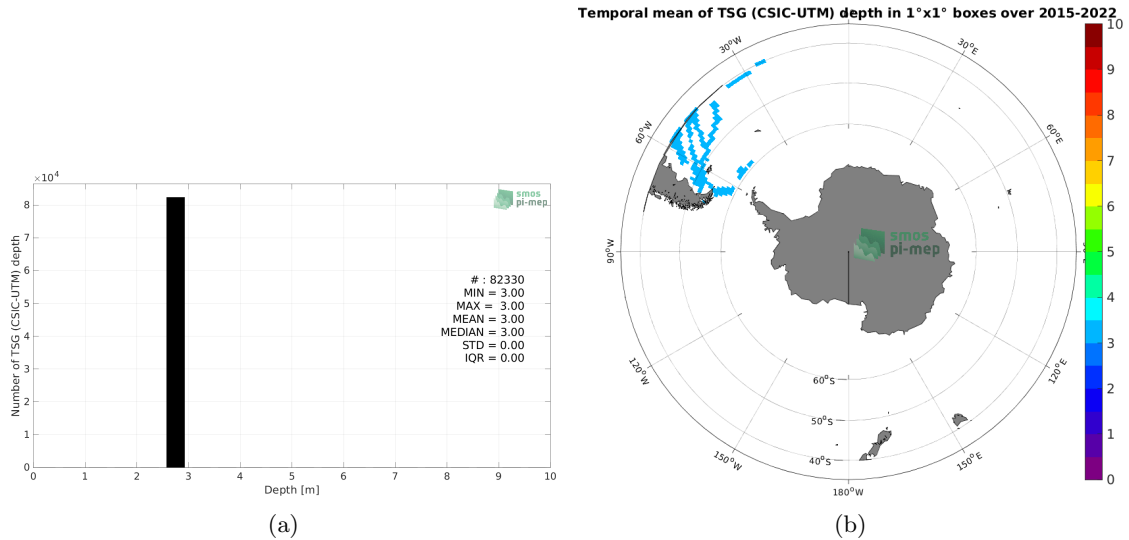 Temporal mean of TSG (CSIC-UTM) depth in 1°x1° boxes over 2015-2022
×10⁴
8
7
6
5
4
3
2
1
0
Number of TSG (CSIC-UTM) depth
smos
pi-mep
# : 82330
MIN = 3.00
MAX = 3.00
MEAN = 3.00
MEDIAN = 3.00
STD = 0.00
IQR = 0.00
0 1 2 3 4 5 6 7 8 9 10
Depth [m]
(a)
30°W
30°E
60°W
60°E
90°W
smos
pi-mep
120°W
120°E
60°S
50°S
40°S
150°W
150°E
180°W
10
9
8
7
6
5
4
3
2
1
0
(b)